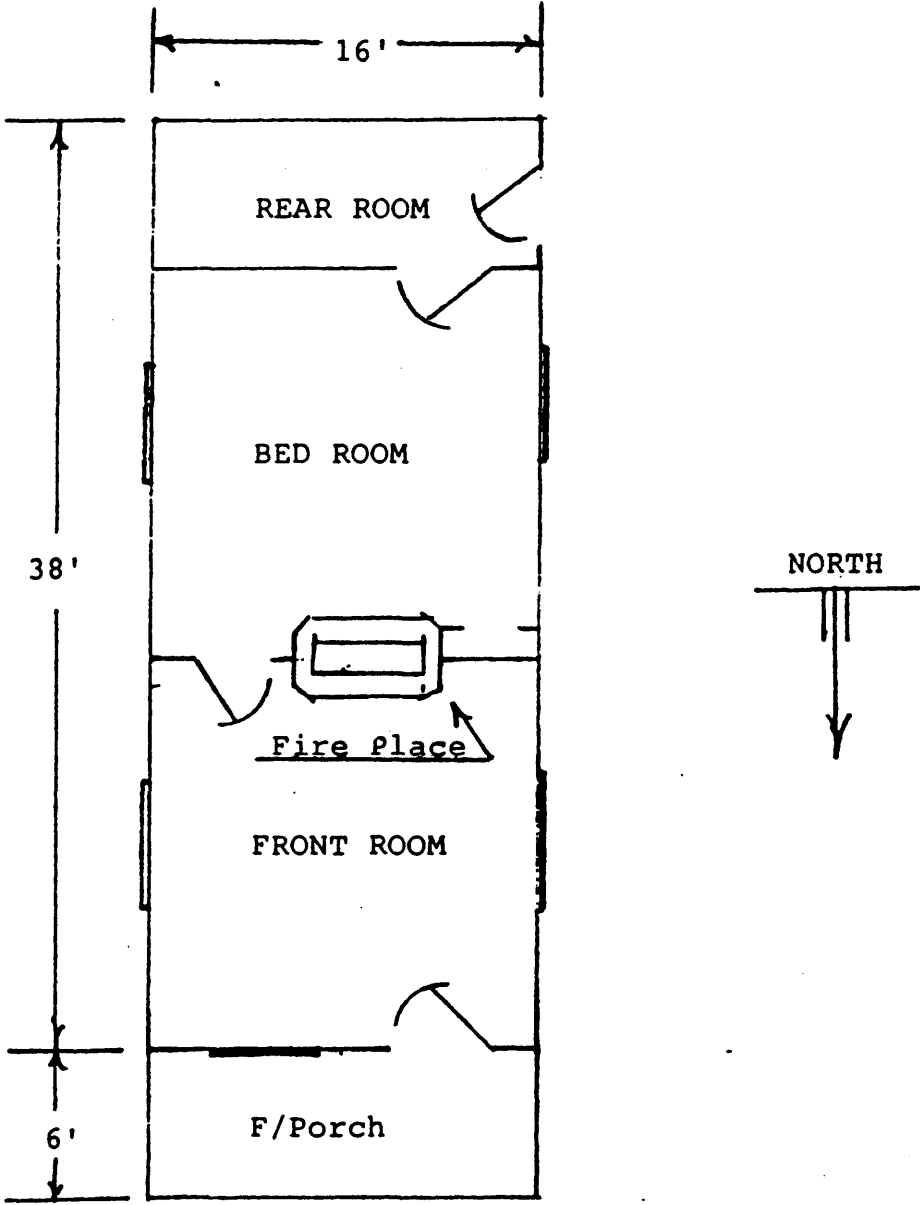 16'
REAR ROOM
BED ROOM
38'
NORTH
Fire Place
FRONT ROOM
F/Porch
6'